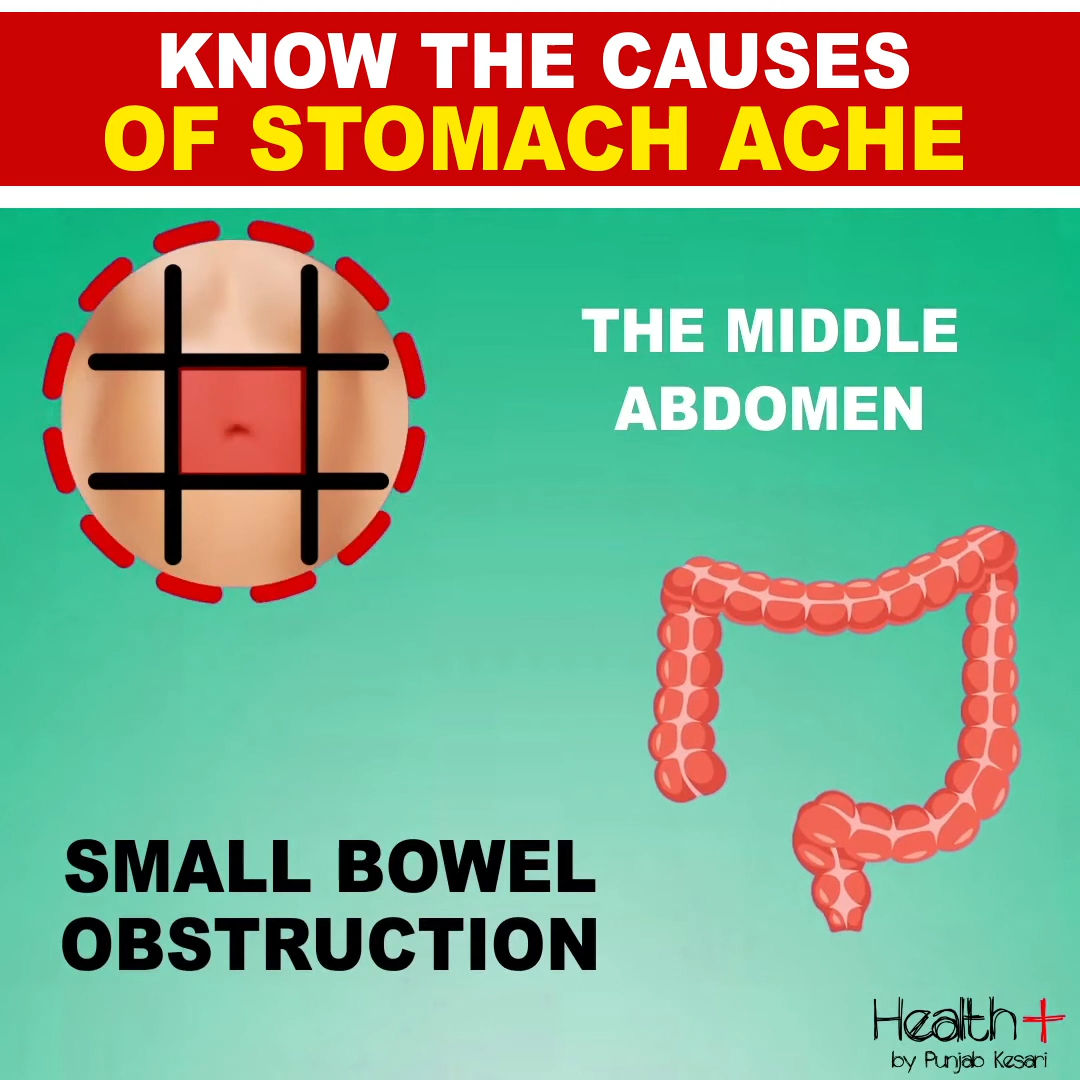 KNOW THE CAUSES
OF STOMACH ACHE
THE MIDDLE
ABDOMEN
SMALL BOWEL
OBSTRUCTION
Health+
by Punjab Kesari